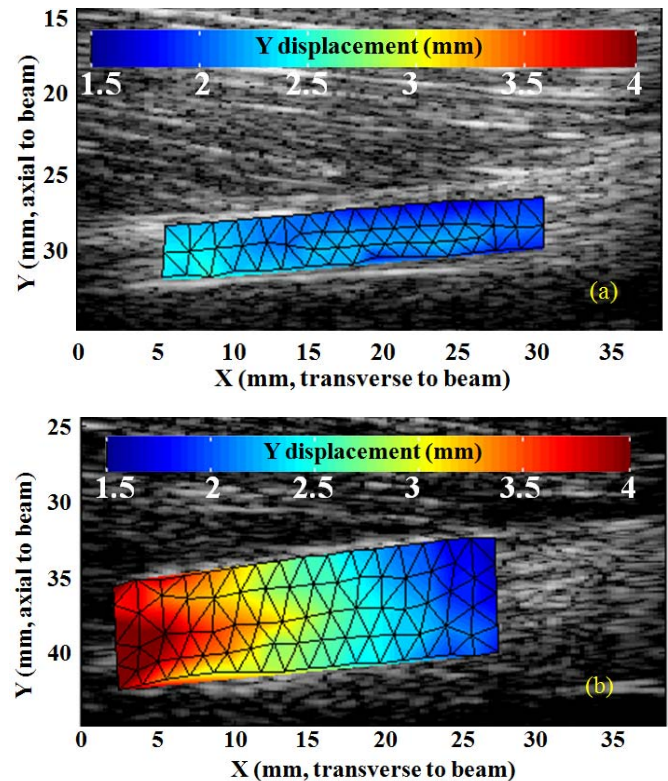 15
Y displacement (mm)
1.5 2 2.5 3 3.5 4
20
25
30
Y (mm, axial to beam)
(a)
0 5 10 15 20 25 30 35
X (mm, transverse to beam)
25
Y displacement (mm)
1.5 2 2.5 3 3.5 4
30
35
40
Y (mm, axial to beam)
(b)
0 5 10 15 20 25 30 35
X (mm, transverse to beam)